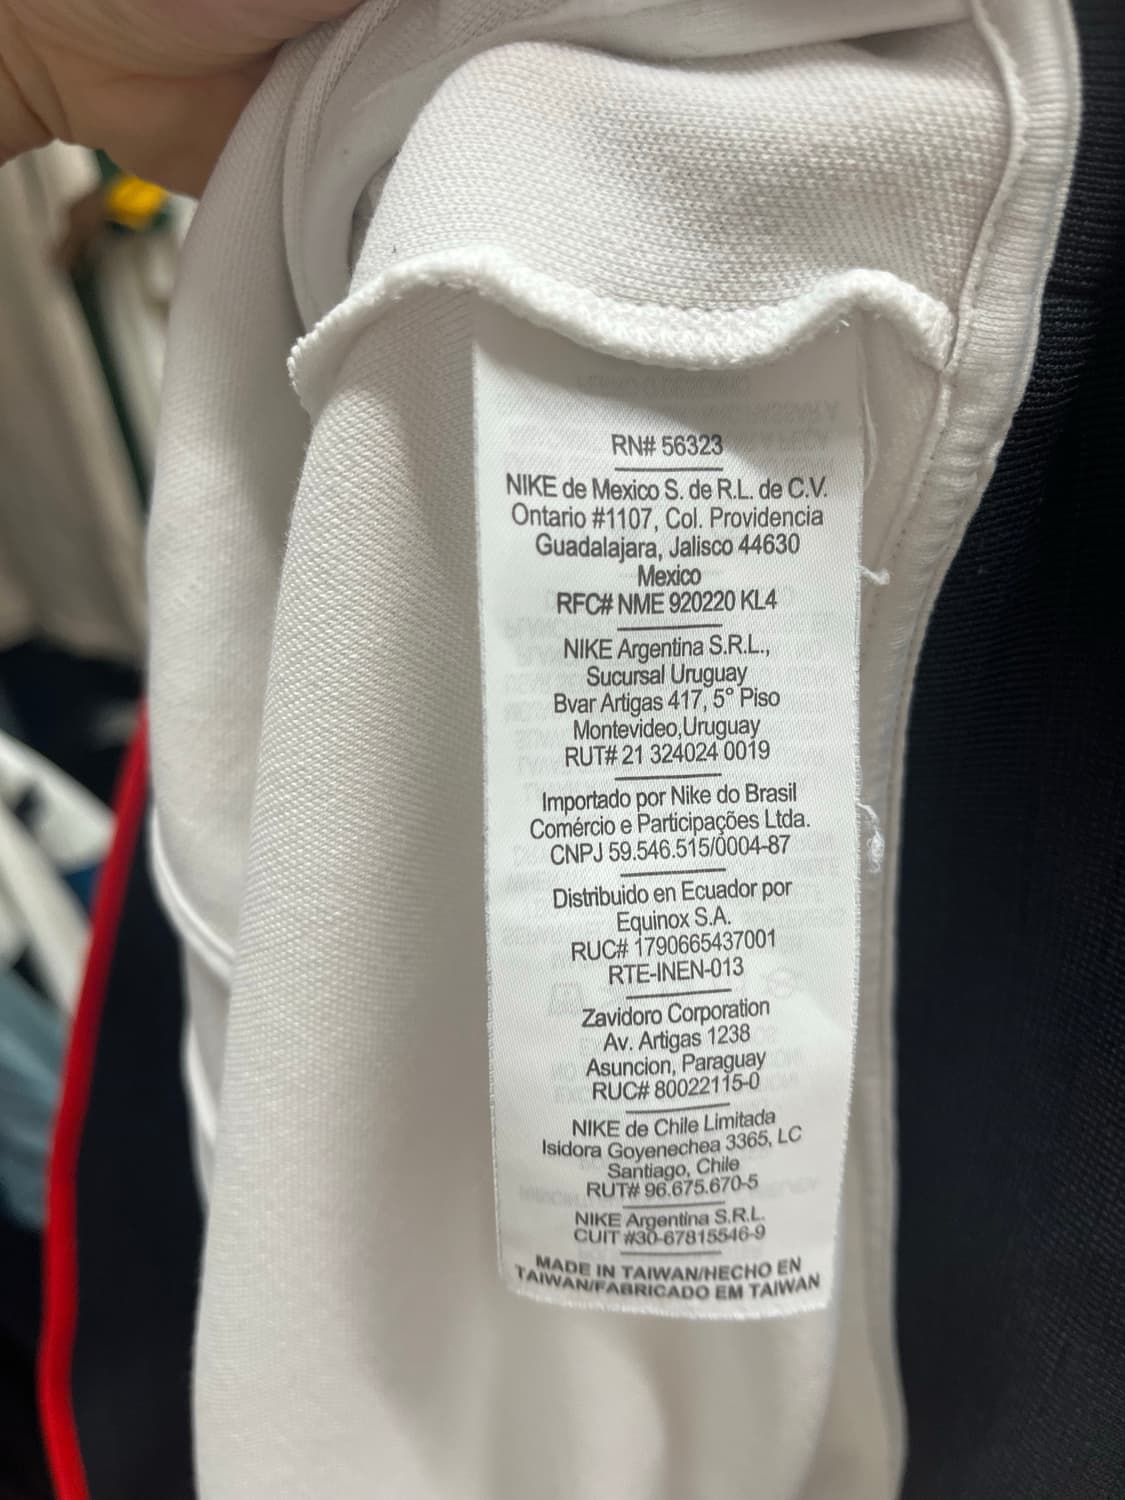 RN# 56323
NIKE de Mexico S. de R.L. de C.V.
Ontario #1107, Col. Providencia
Guadalajara, Jalisco 44630
Mexico
RFC# NME 920220 KL4
NIKE Argentina S.R.L.,
Sucursal Uruguay
Bvar Artigas 417, 5° Piso
Montevideo,Uruguay
RUT# 21 324024 0019
Importado por Nike do Brasil
Comércio e Participações Ltda.
CNPJ 59.546.515/0004-87
Distribuido en Ecuador por
Equinox S.A.
RUC# 1790665437001
RTE-INEN-013
Zavidoro Corporation
Av. Artigas 1238
Asuncion, Paraguay
RUC# 80022115-0
NIKE de Chile Limitada
Isidora Goyenechea 3365, LC
Santiago, Chile
RUT# 96.675.670-5
NIKE Argentina S.R.L.
CUIT #30-67815546-9
MADE IN TAIWAN/HECHO EN
TAIWAN/FABRICADO EM TAIWAN